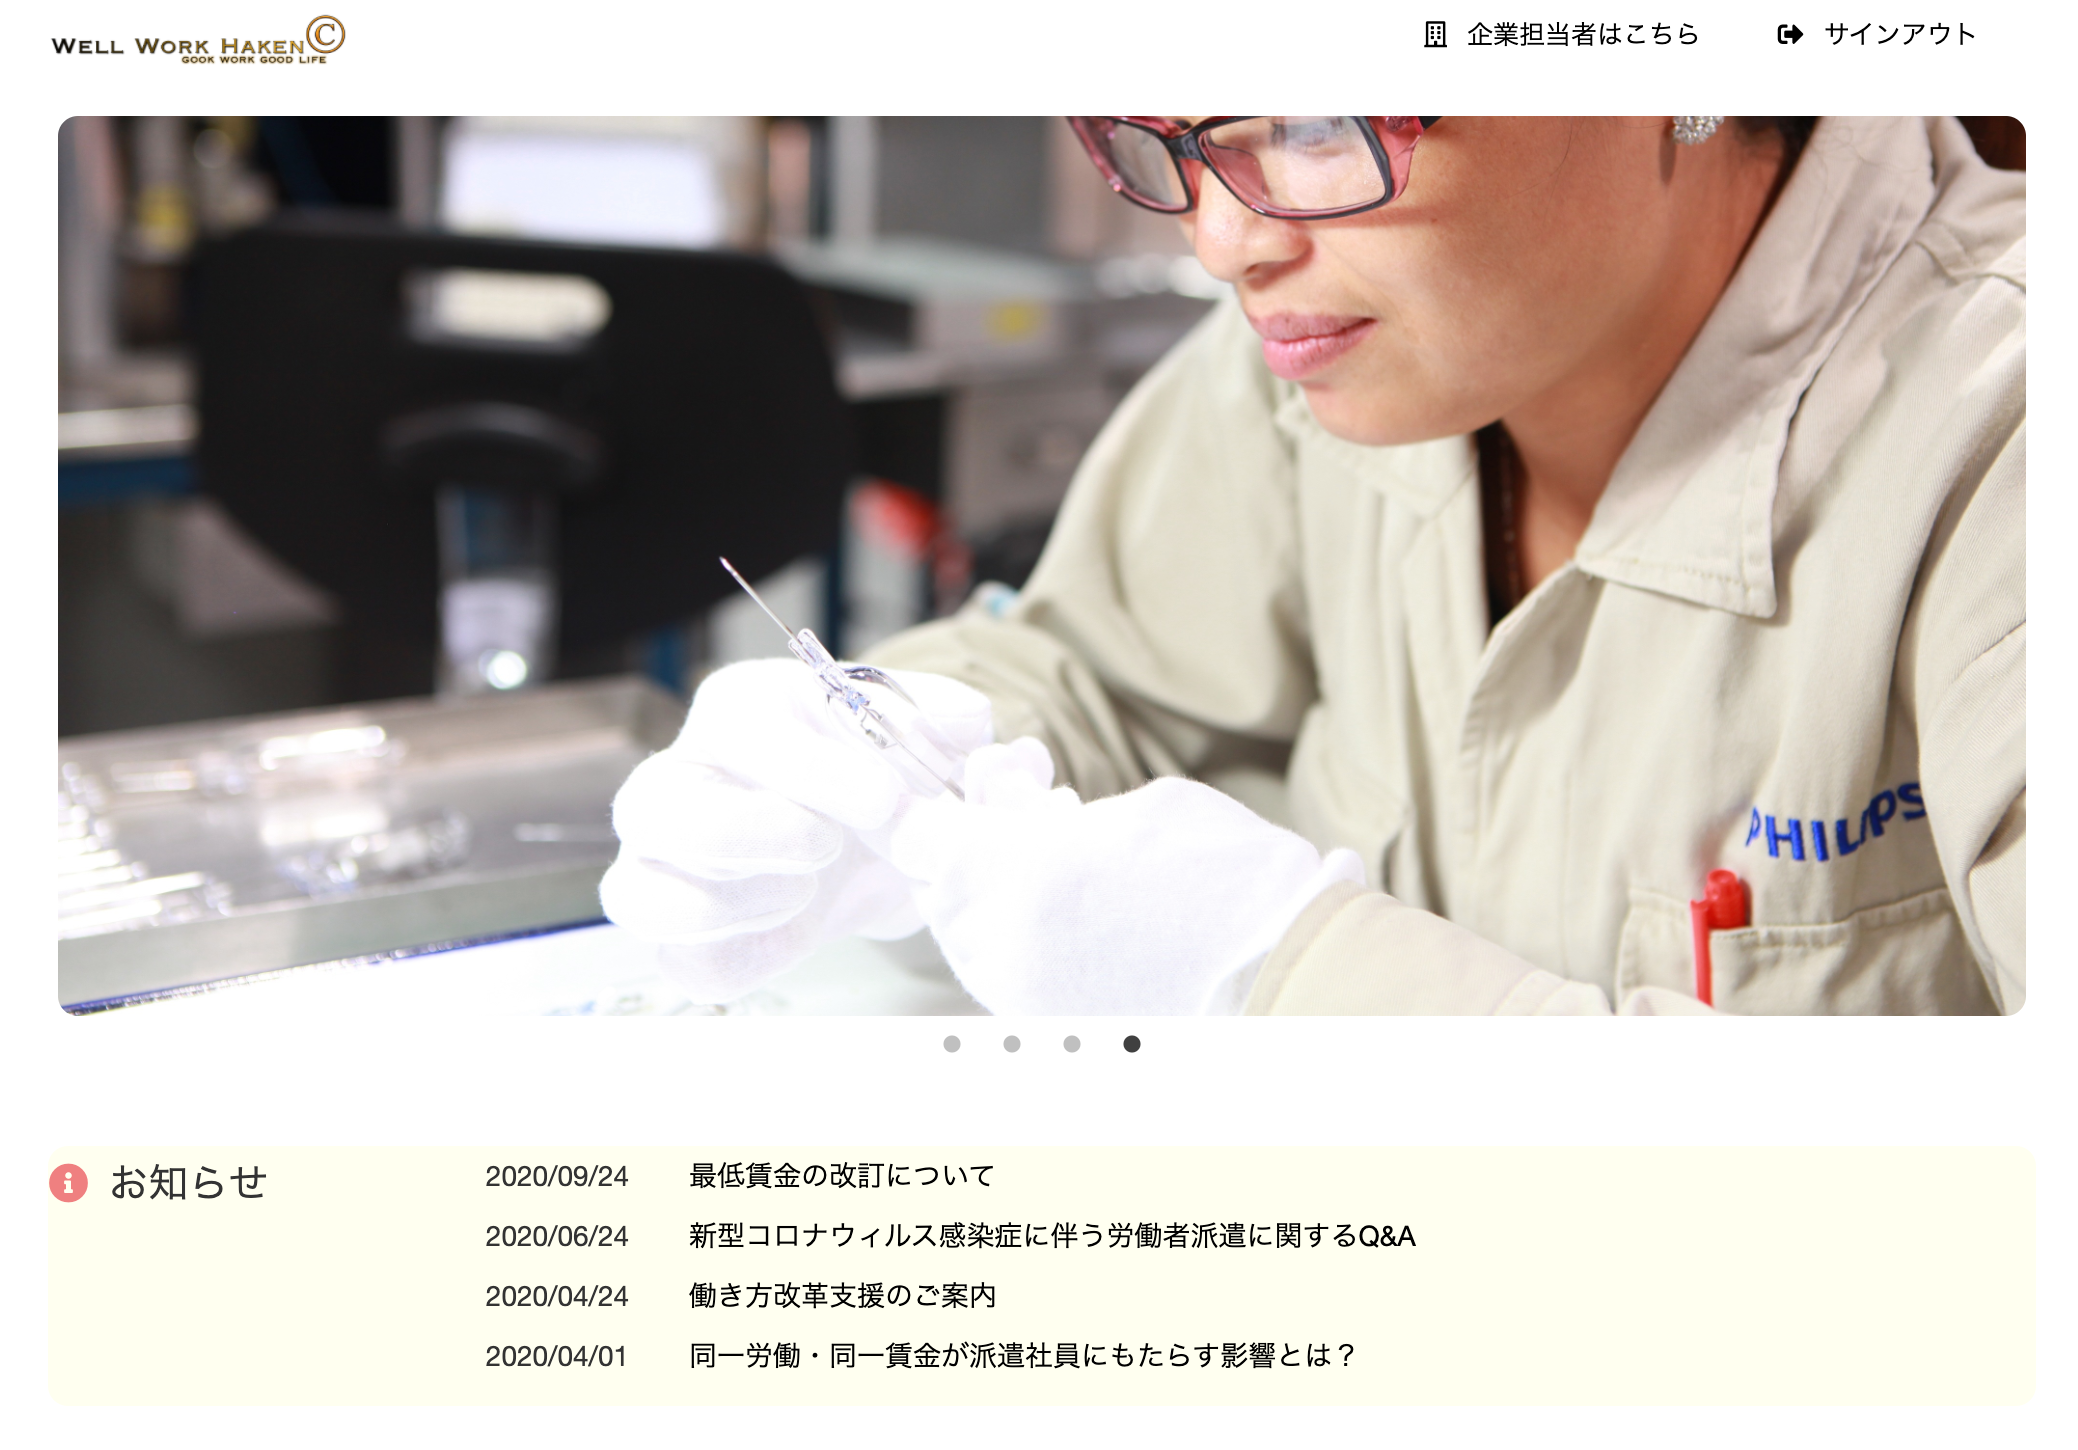 WELL WORK HAKEN©
GOOK WORK GOOD LIFE
企業担当者はこちら
サインアウト
PHILIPS
お知らせ
2020/09/24 最低賃金の改訂について
2020/06/24 新型コロナウィルス感染症に伴う労働者派遣に関するQ&A
2020/04/24 働き方改革支援のご案内
2020/04/01 同一労働・同一賃金が派遣社員にもたらす影響とは？